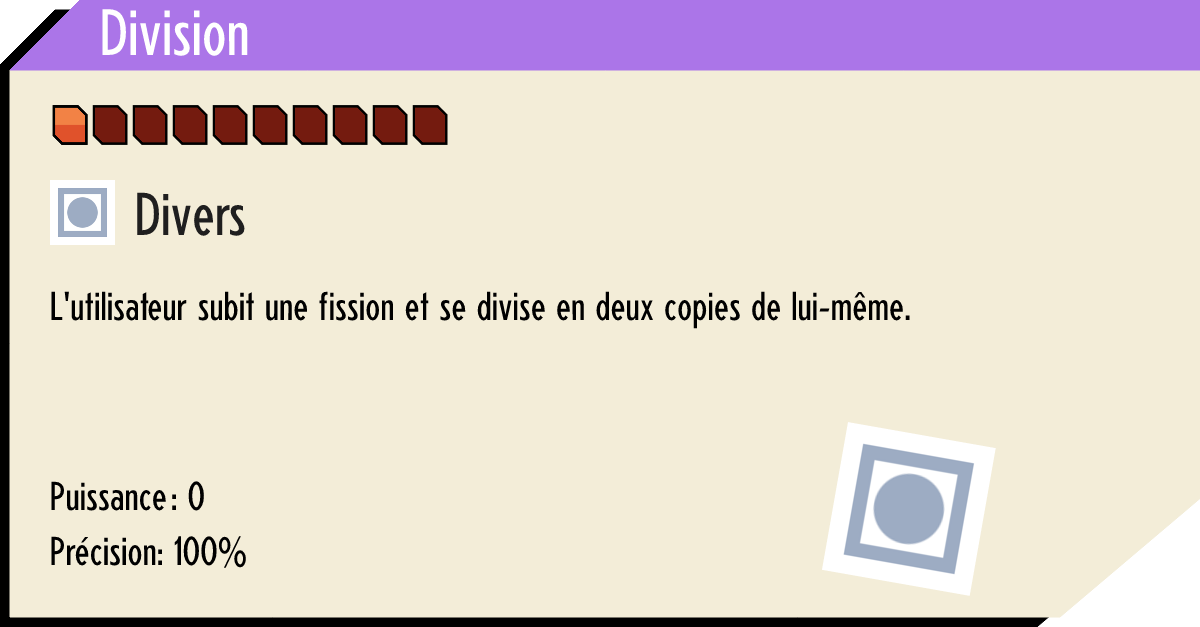 Division
Divers
L'utilisateur subit une fission et se divise en deux copies de lui-même.
Puissance : 0
Précision: 100%